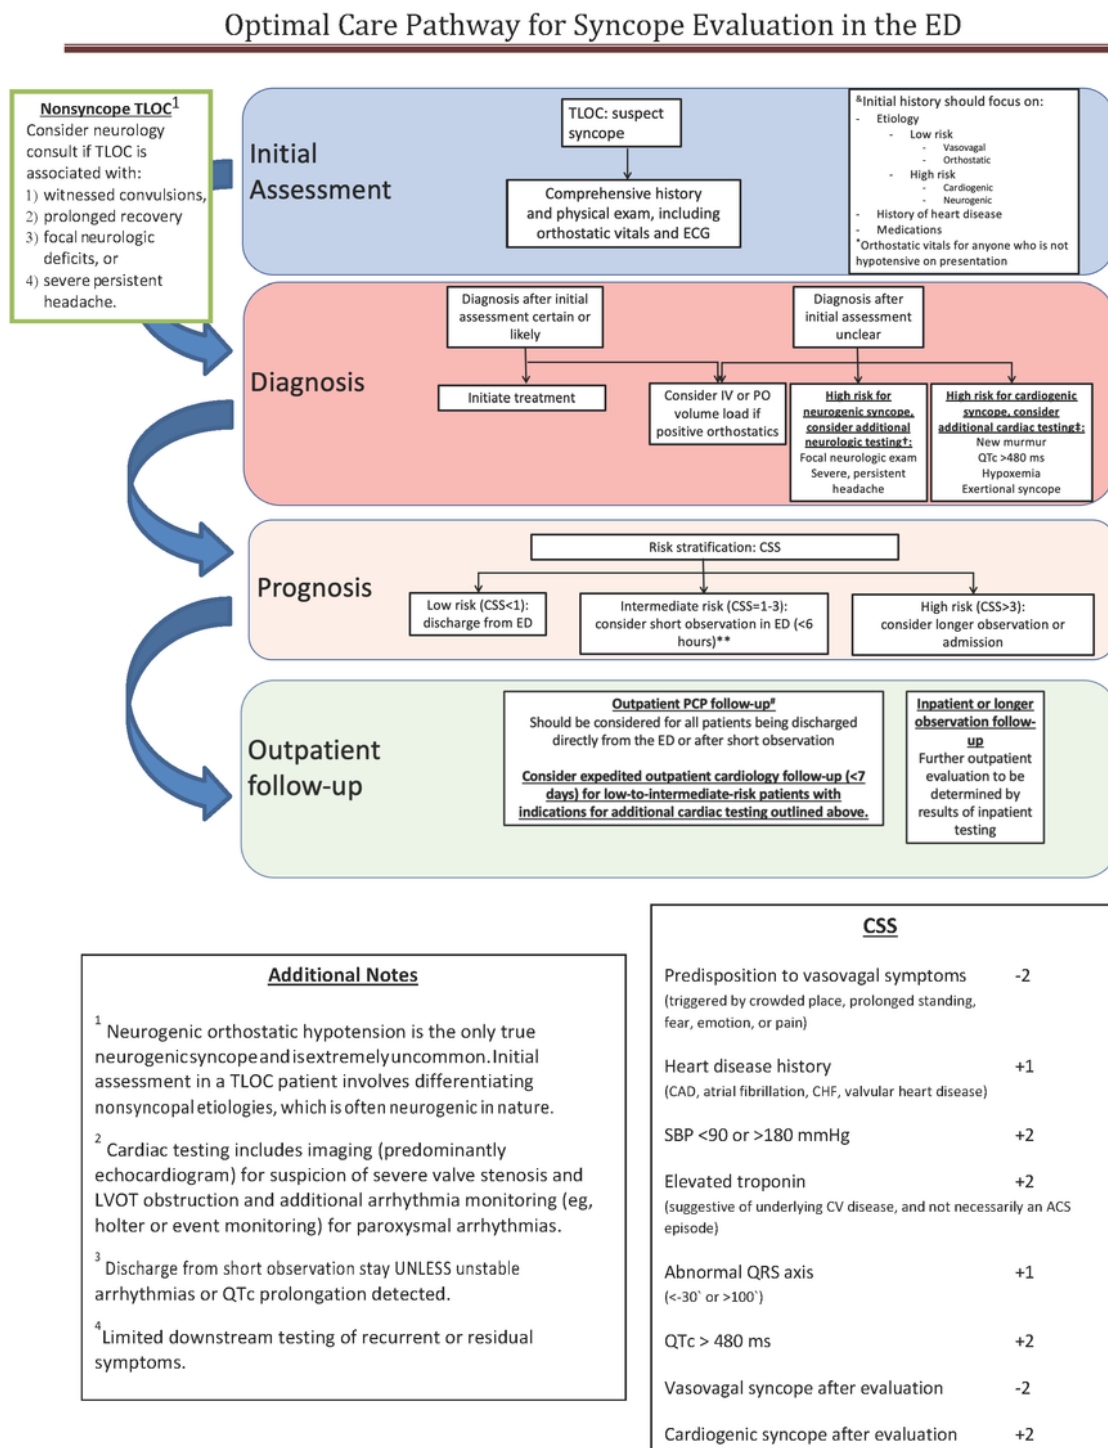 Optimal Care Pathway for Syncope Evaluation in the ED
Nonsyncope TLOC1
Consider neurology
consult if TLOC is
associated with:
1) witnessed convulsions,
2) prolonged recovery
3) focal neurologic
deficits, or
4) severe persistent
headache.
Initial
Assessment
TLOC: suspect
syncope
Comprehensive history
and physical exam, including
orthostatic vitals and ECG
&Initial history should focus on:
- Etiology
- Low risk
- Vasovagal
- Orthostatic
- High risk
- Cardiogenic
- Neurogenic
- History of heart disease
- Medications
*Orthostatic vitals for anyone who is not
hypotensive on presentation
Diagnosis
Diagnosis after initial
assessment certain or
likely
Diagnosis after
initial assessment
unclear
Initiate treatment
Consider IV or PO
volume load if
positive orthostatics
High risk for
neurogenic syncope,
consider additional
neurologic testing†:
Focal neurologic exam
Severe, persistent
headache
High risk for cardiogenic
syncope, consider
additional cardiac testing‡:
New murmur
QTc >480 ms
Hypoxemia
Exertional syncope
Prognosis
Risk stratification: CSS
Low risk (CSS<1):
discharge from ED
Intermediate risk (CSS=1-3):
consider short observation in ED (<6
hours)**
High risk (CSS>3):
consider longer observation or
admission
Outpatient
follow-up
Outpatient PCP follow-up#
Should be considered for all patients being discharged
directly from the ED or after short observation
Consider expedited outpatient cardiology follow-up (<7
days) for low-to-intermediate-risk patients with
indications for additional cardiac testing outlined above.
Inpatient or longer
observation follow-
up
Further outpatient
evaluation to be
determined by
results of inpatient
testing
Additional Notes
1 Neurogenic orthostatic hypotension is the only true
neurogenic syncope and is extremely uncommon. Initial
assessment in a TLOC patient involves differentiating
nonsyncopal etiologies, which is often neurogenic in nature.
2 Cardiac testing includes imaging (predominantly
echocardiogram) for suspicion of severe valve stenosis and
LVOT obstruction and additional arrhythmia monitoring (eg,
holter or event monitoring) for paroxysmal arrhythmias.
3 Discharge from short observation stay UNLESS unstable
arrhythmias or QTc prolongation detected.
4 Limited downstream testing of recurrent or residual
symptoms.
CSS
Predisposition to vasovagal symptoms -2
(triggered by crowded place, prolonged standing,
fear, emotion, or pain)
Heart disease history +1
(CAD, atrial fibrillation, CHF, valvular heart disease)
SBP <90 or >180 mmHg +2
Elevated troponin +2
(suggestive of underlying CV disease, and not necessarily an ACS
episode)
Abnormal QRS axis +1
(<-30` or >100`)
QTc > 480 ms +2
Vasovagal syncope after evaluation -2
Cardiogenic syncope after evaluation +2